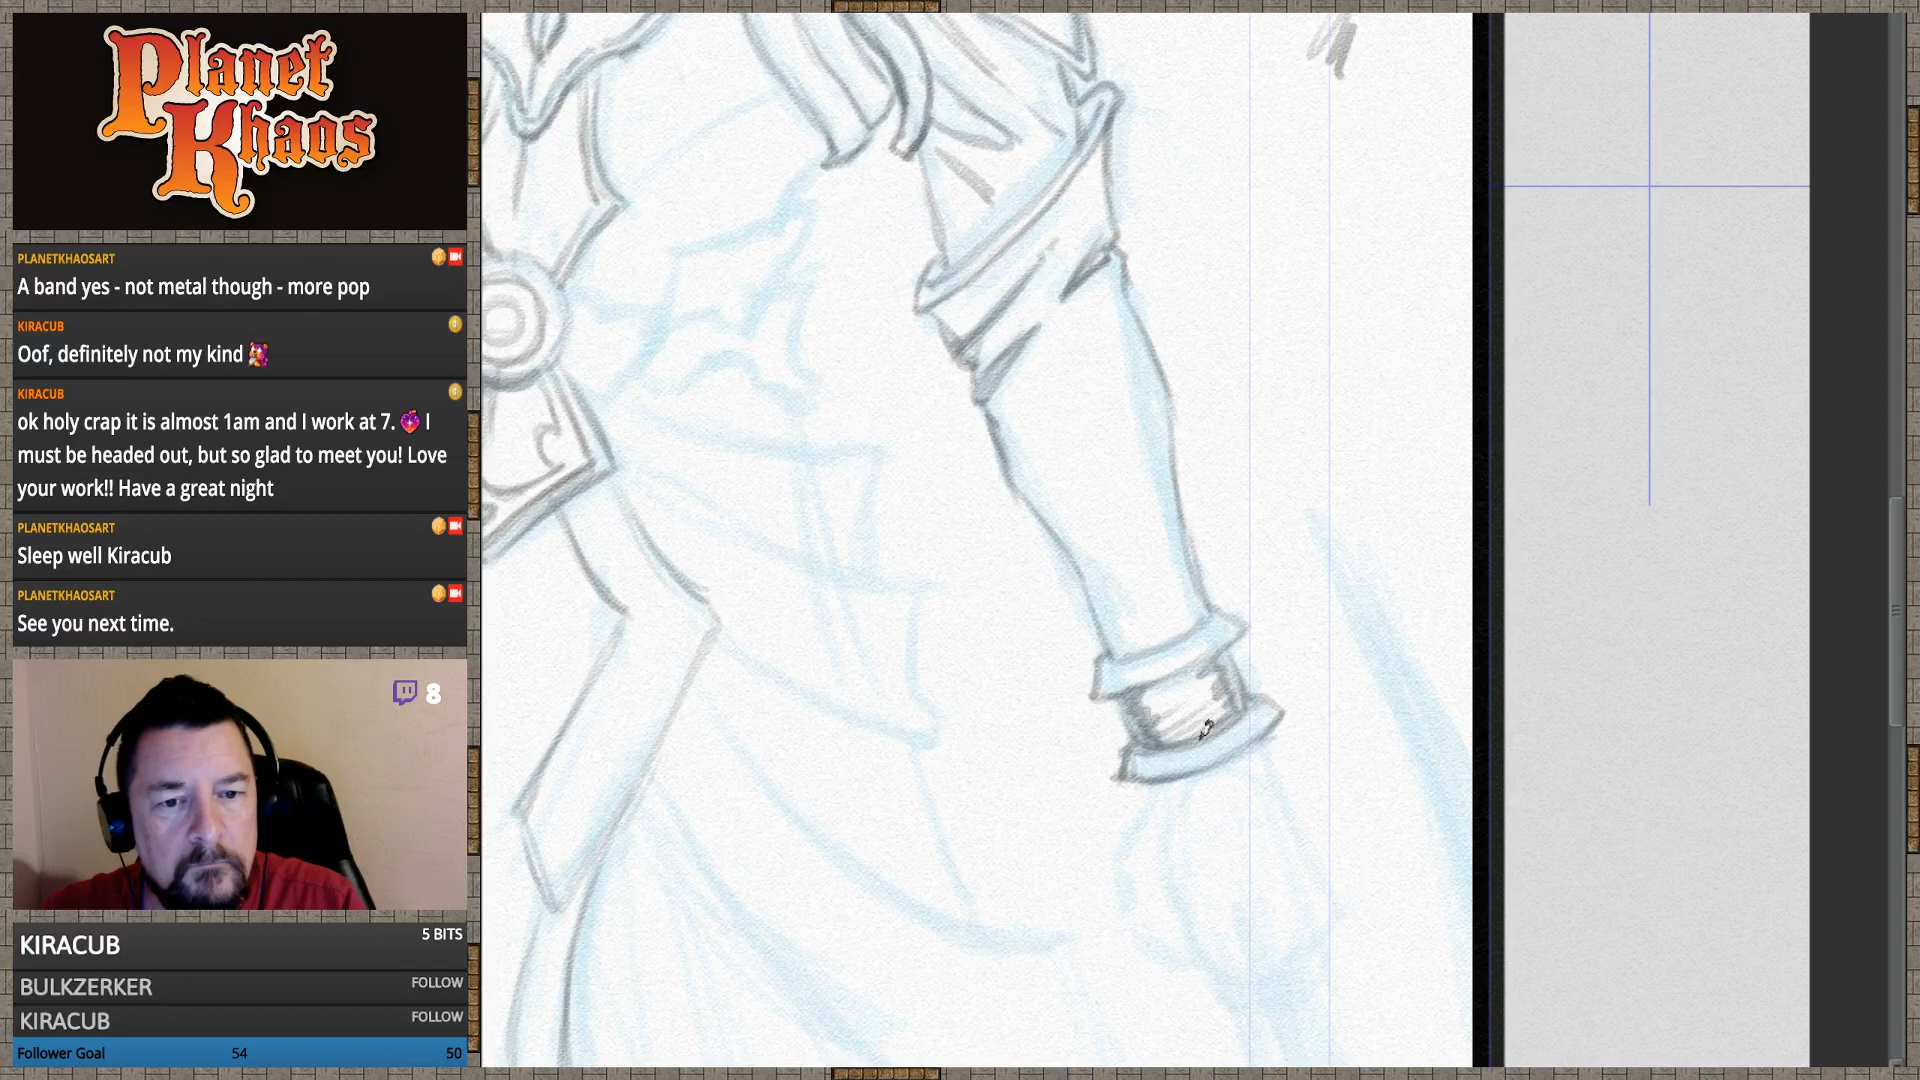 Planet
Khaos
PLANETKHAOSART
A band yes - not metal though - more pop
KIRACUB
Oof, definitely not my kind
KIRACUB
ok holy crap it is almost 1am and I work at 7. I
must be headed out, but so glad to meet you! Love
your work!! Have a great night
PLANETKHAOSART
Sleep well Kiracub
PLANETKHAOSART
See you next time.
8
KIRACUB 5 BITS
BULKZERKER FOLLOW
KIRACUB FOLLOW
Follower Goal 54 50